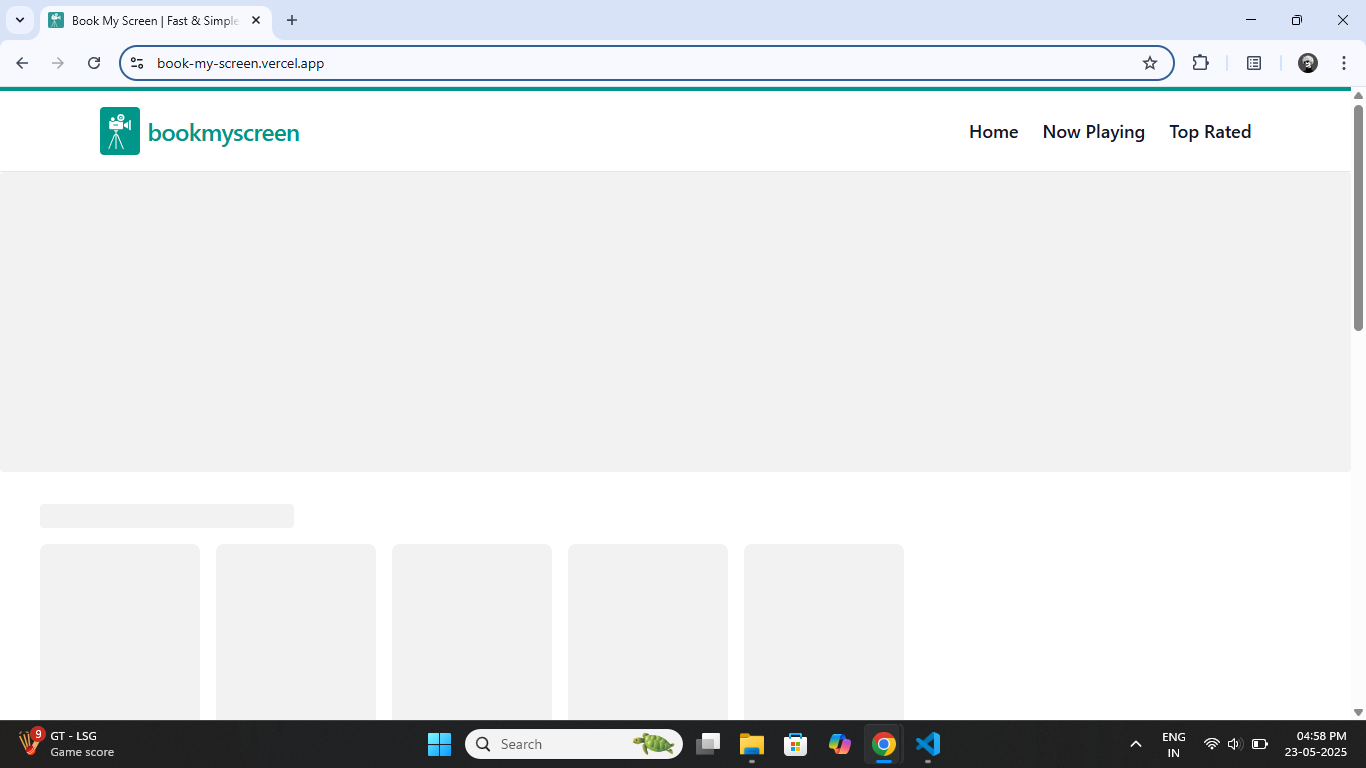 Book My Screen | Fast & Simple
book-my-screen.vercel.app
bookmyscreen
Home
Now Playing
Top Rated
9
GT - LSG
Game score
Search
ENG
IN
04:58 PM
23-05-2025